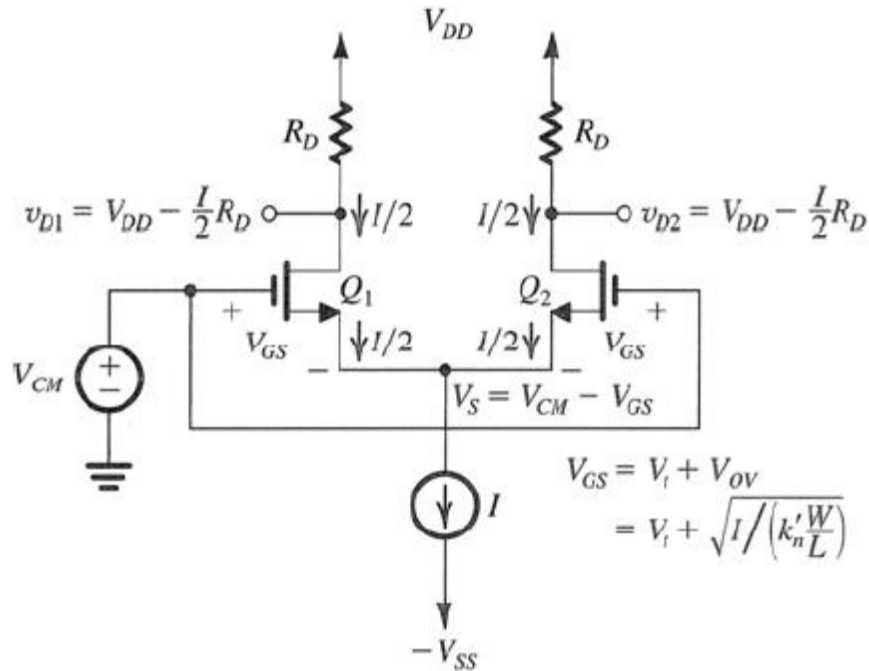 V_DD
R_D R_D
v_D1 = V_DD − I/2 R_D I/2 I/2 v_D2 = V_DD − I/2 R_D
Q_1 Q_2
+ +
V_GS I/2 I/2 V_GS
V_CM + − − −
V_S = V_CM − V_GS
V_GS = V_t + V_OV
I = V_t + √(I/(k′_n W/L))
−V_SS